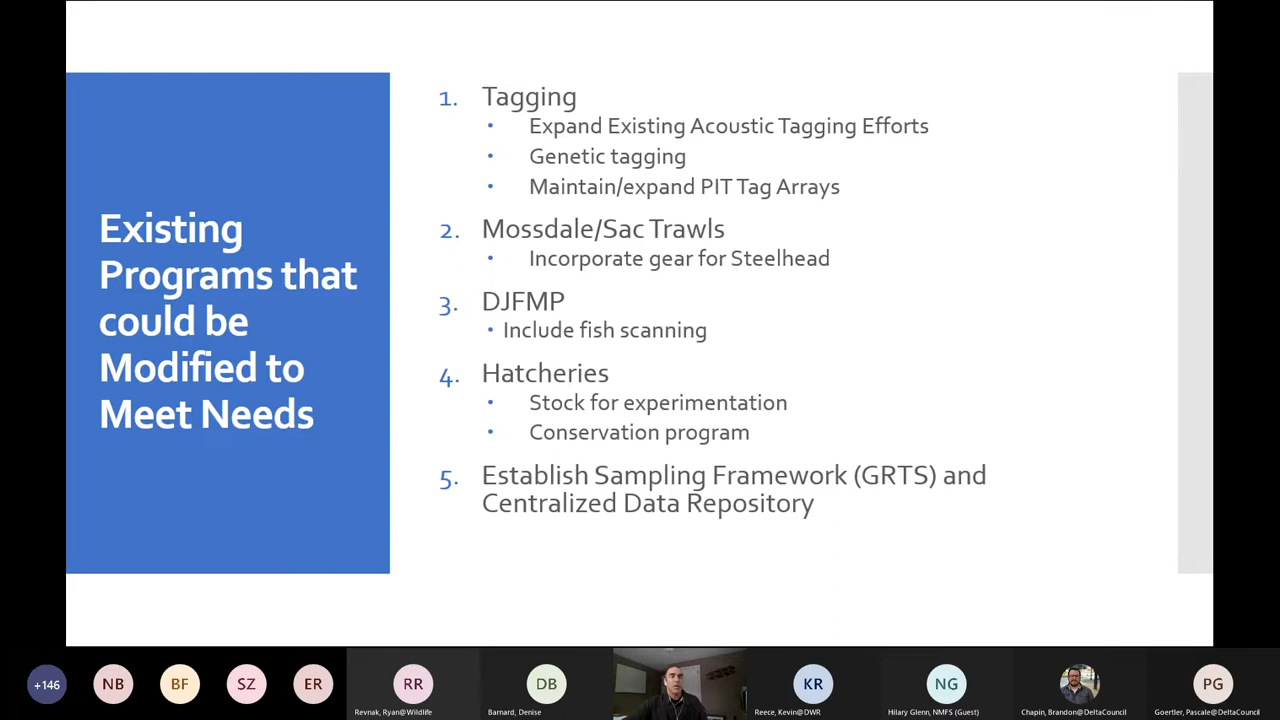 Existing
Programs that
could be
Modified to
Meet Needs
1. Tagging
• Expand Existing Acoustic Tagging Efforts
• Genetic tagging
• Maintain/expand PIT Tag Arrays
2. Mossdale/Sac Trawls
• Incorporate gear for Steelhead
3. DJFMP
• Include fish scanning
4. Hatcheries
• Stock for experimentation
• Conservation program
5. Establish Sampling Framework (GRTS) and
Centralized Data Repository
+146 NB BF SZ ER RR DB KR NG PG
Revnak, Ryan@Wildlife Barnard, Denise Reece, Kevin@DWR Hilary Glenn, NMFS (Guest) Chapin, Brandon@DeltaCouncil Goertler, Pascale@DeltaCouncil